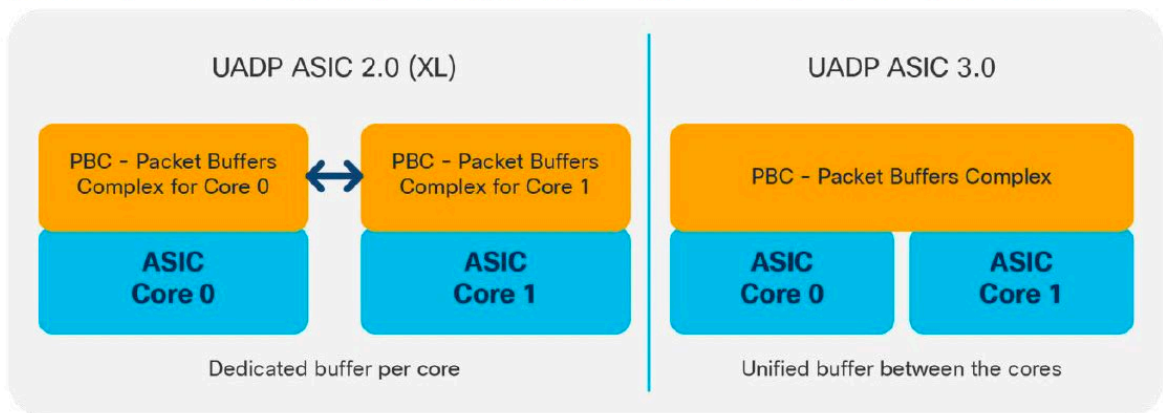 UADP ASIC 2.0 (XL)
PBC - Packet Buffers
Complex for Core 0
PBC - Packet Buffers
Complex for Core 1
ASIC
Core 0
ASIC
Core 1
Dedicated buffer per core
UADP ASIC 3.0
PBC - Packet Buffers Complex
ASIC
Core 0
ASIC
Core 1
Unified buffer between the cores